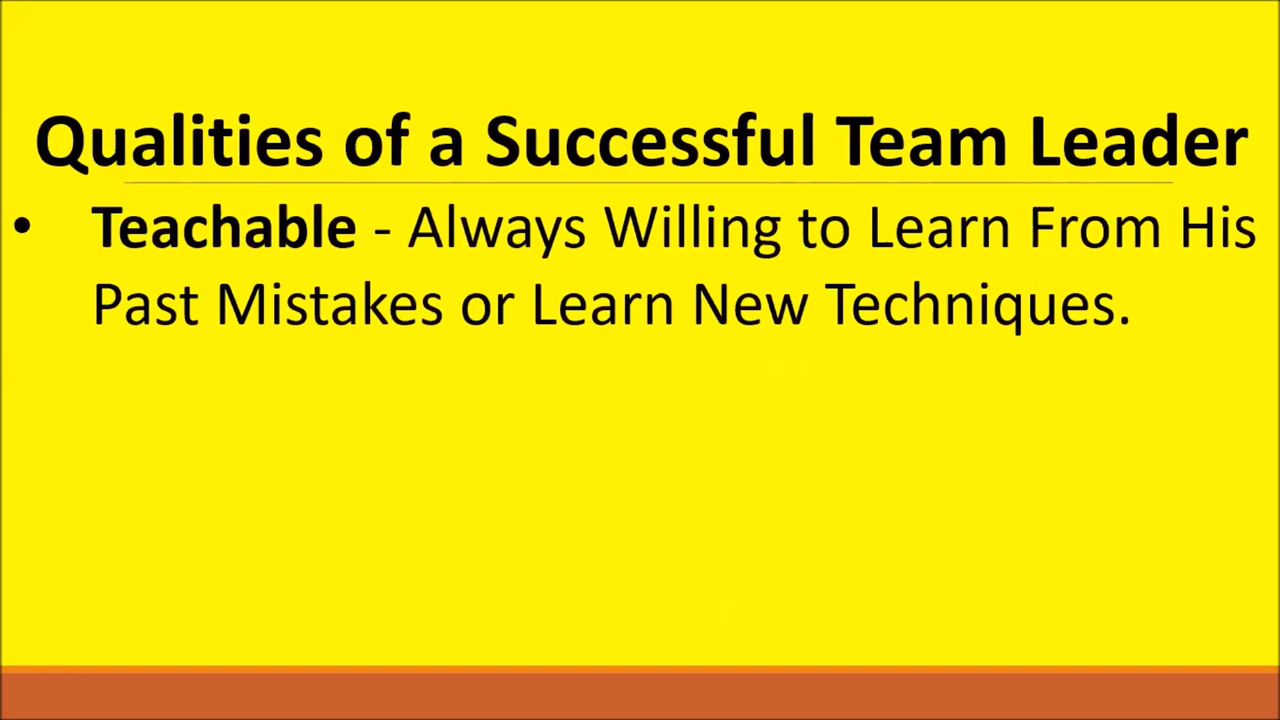 Qualities of a Successful Team Leader
• Teachable - Always Willing to Learn From His
Past Mistakes or Learn New Techniques.